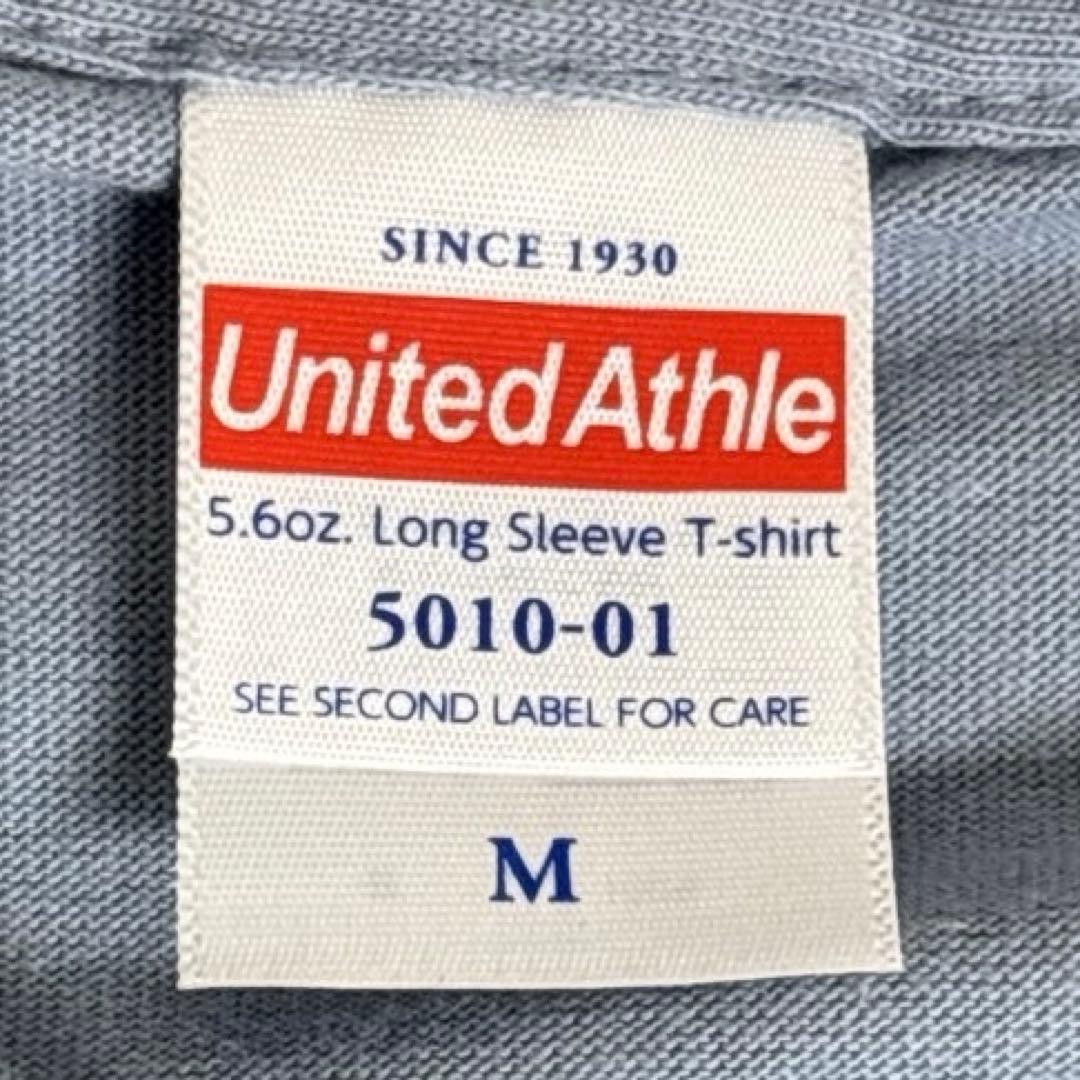 SINCE 1930
United Athle
5.6oz. Long Sleeve T-shirt
5010-01
SEE SECOND LABEL FOR CARE
M